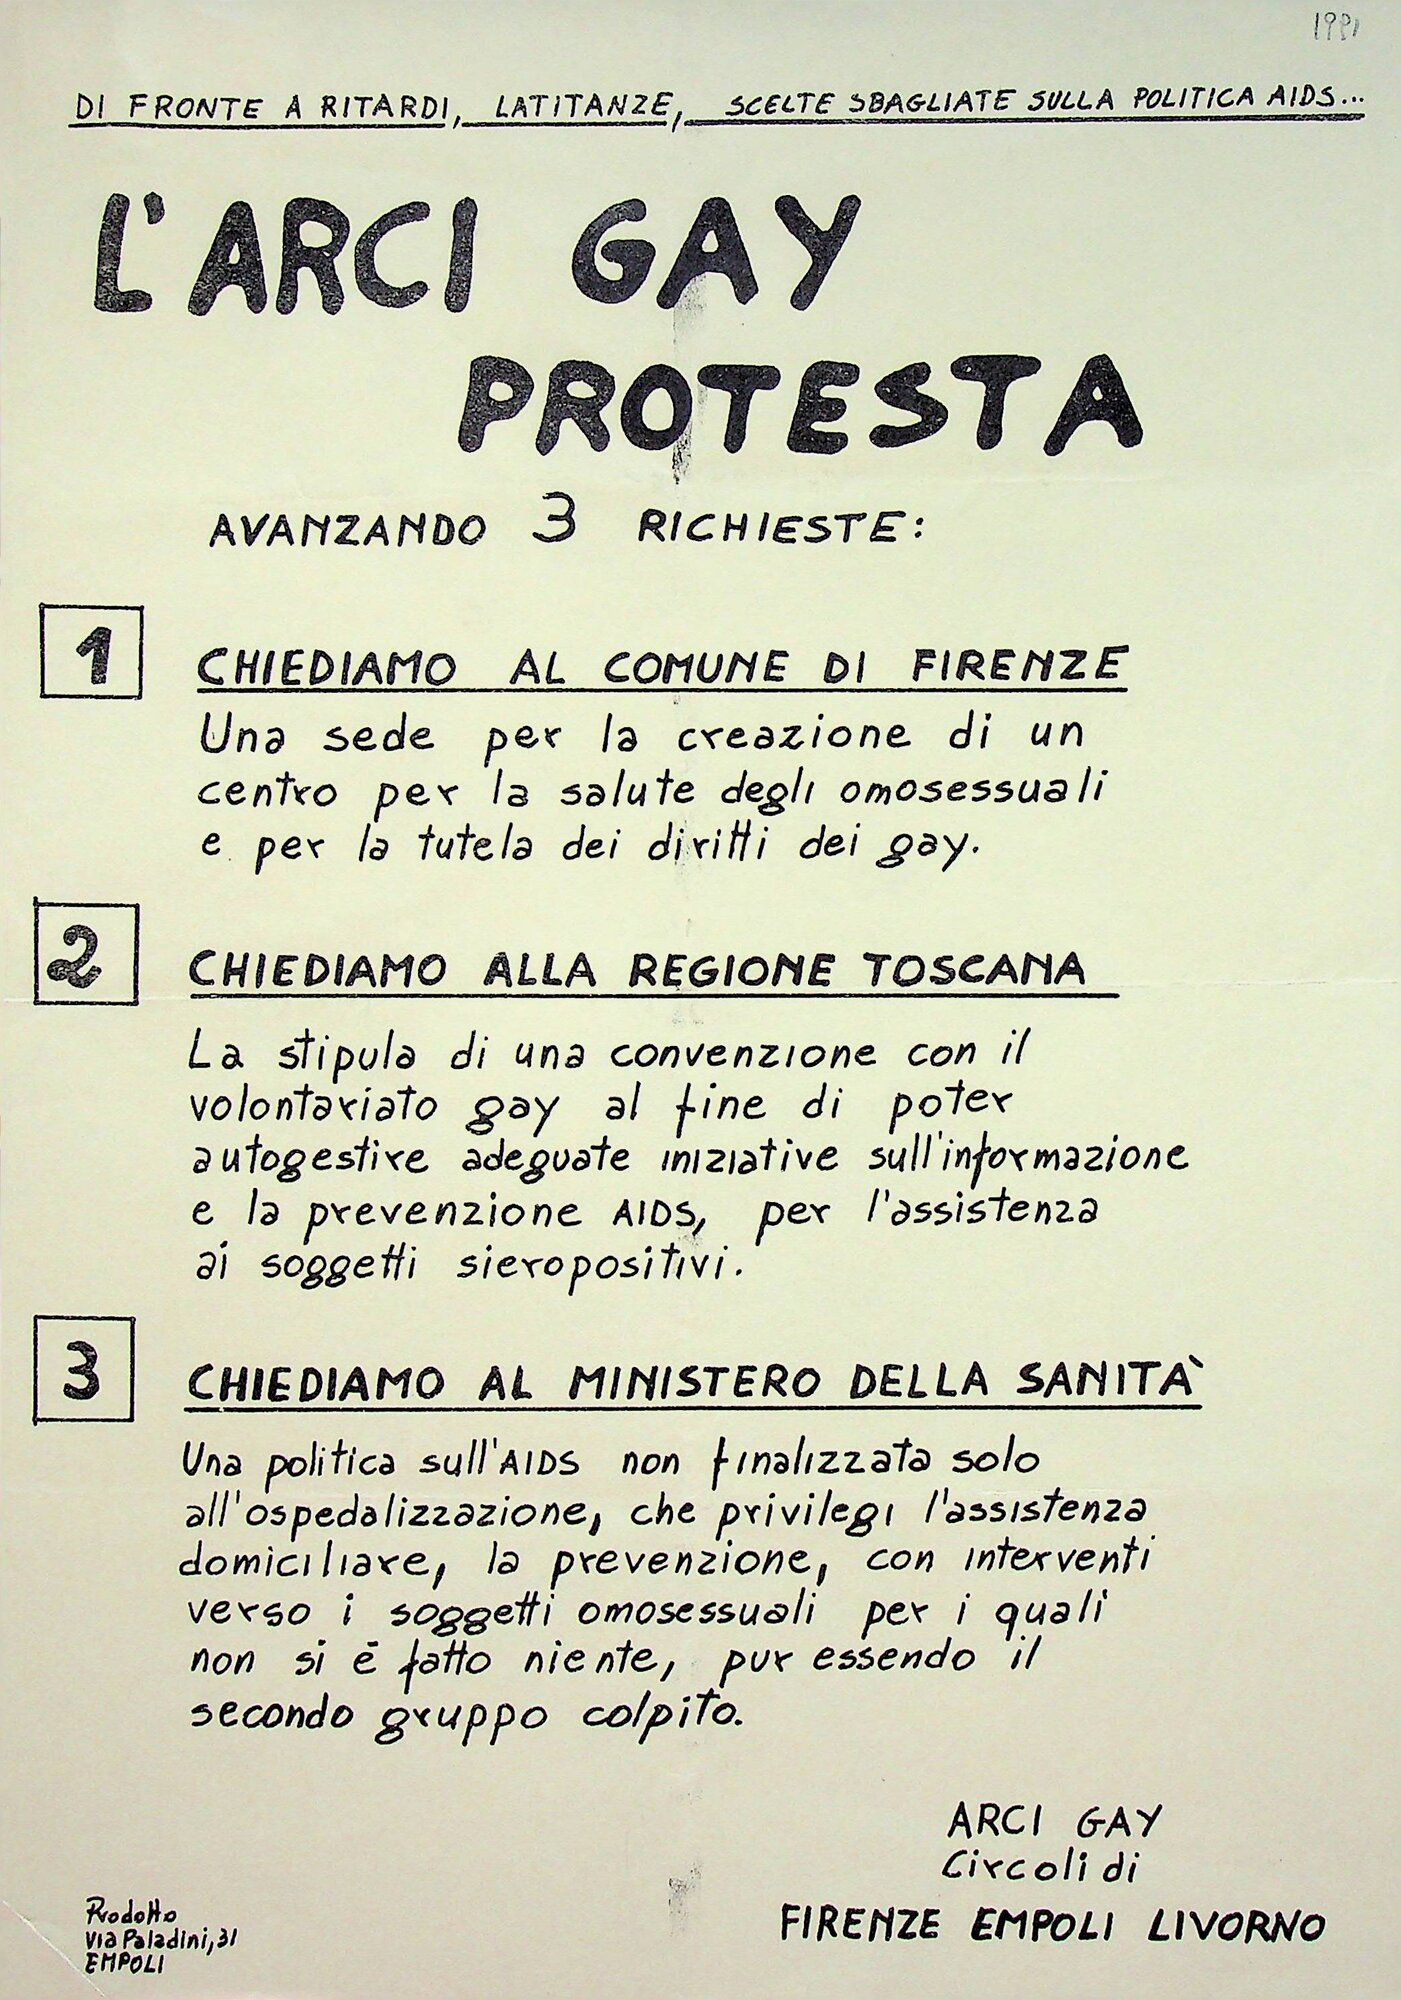 1991
DI FRONTE A RITARDI, LATITANZE, SCELTE SBAGLIATE SULLA POLITICA AIDS...
L'ARCI GAY
PROTESTA
AVANZANDO 3 RICHIESTE:
1
CHIEDIAMO AL COMUNE DI FIRENZE
Una sede per la creazione di un
centro per la salute degli omosessuali
e per la tutela dei diritti dei gay.
2
CHIEDIAMO ALLA REGIONE TOSCANA
La stipula di una convenzione con il
volontariato gay al fine di poter
autogestire adeguate iniziative sull'informazione
e la prevenzione AIDS, per l'assistenza
ai soggetti sieropositivi.
3
CHIEDIAMO AL MINISTERO DELLA SANITÀ
Una politica sull'AIDS non finalizzata solo
all'ospedalizzazione, che privilegi l'assistenza
domiciliare, la prevenzione, con interventi
verso i soggetti omosessuali per i quali
non si é fatto niente, pur essendo il
secondo gruppo colpito.
ARCI GAY
Circoli di
FIRENZE EMPOLI LIVORNO
Prodotto
via Paladini, 31
EMPOLI